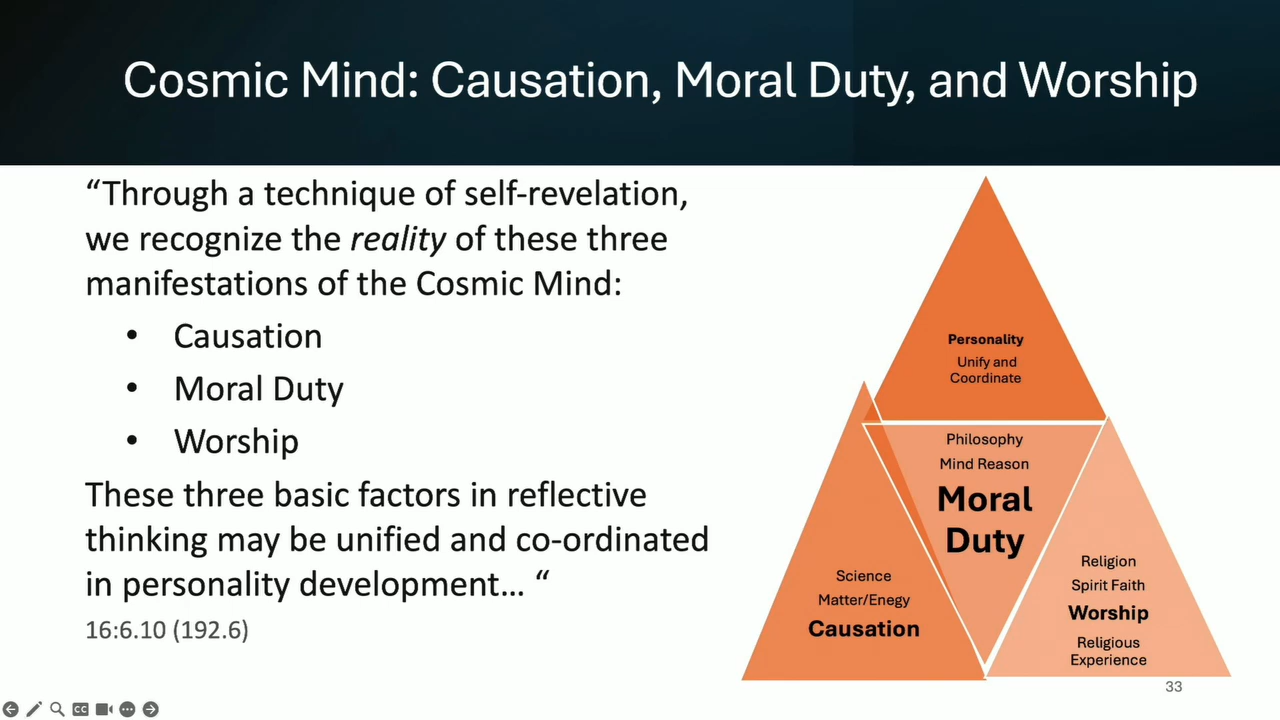 Cosmic Mind: Causation, Moral Duty, and Worship
“Through a technique of self-revelation,
we recognize the reality of these three
manifestations of the Cosmic Mind:
• Causation
• Moral Duty
• Worship
These three basic factors in reflective
thinking may be unified and co-ordinated
in personality development... “
16:6.10 (192.6)
Personality
Unify and
Coordinate
Philosophy
Mind Reason
Moral
Duty
Science
Matter/Enegy
Causation
Religion
Spirit Faith
Worship
Religious
Experience
33
CC